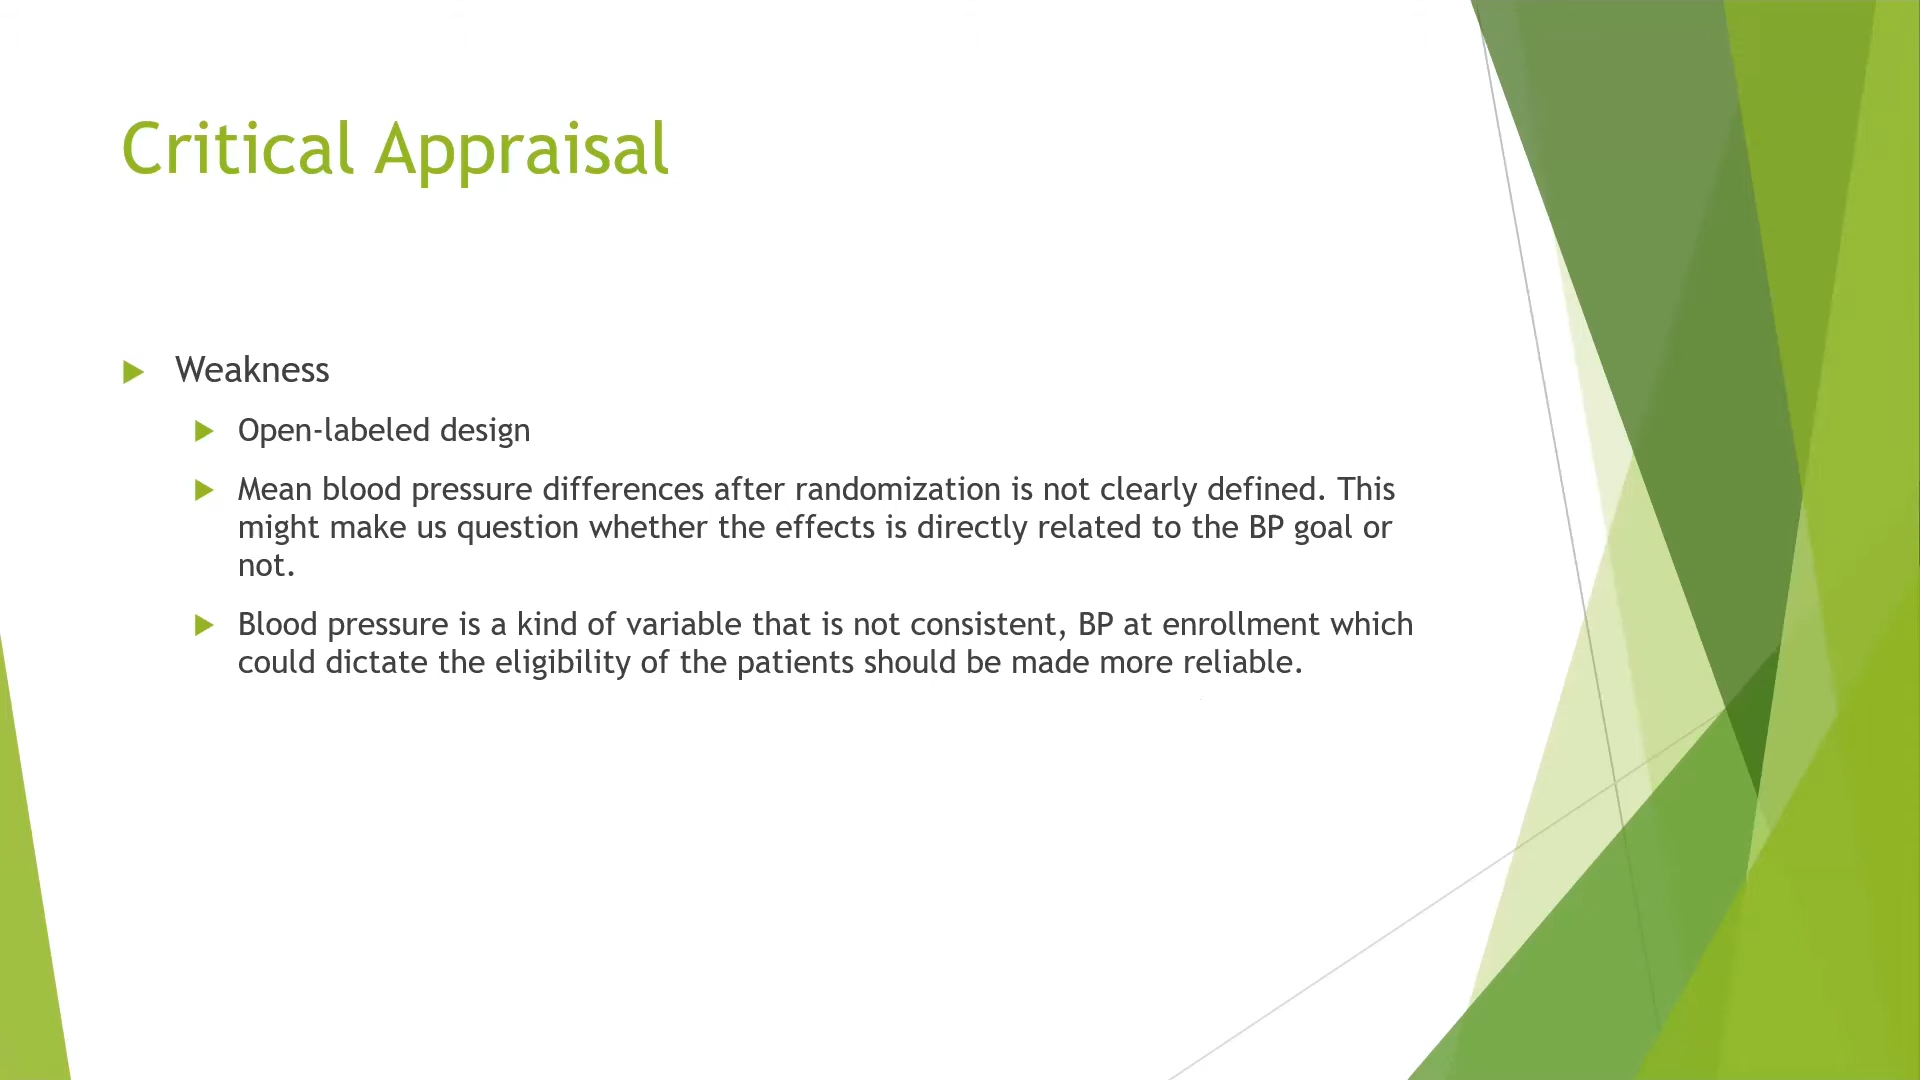 Critical Appraisal
Weakness
Open-labeled design
Mean blood pressure differences after randomization is not clearly defined. This
might make us question whether the effects is directly related to the BP goal or
not.
Blood pressure is a kind of variable that is not consistent, BP at enrollment which
could dictate the eligibility of the patients should be made more reliable.